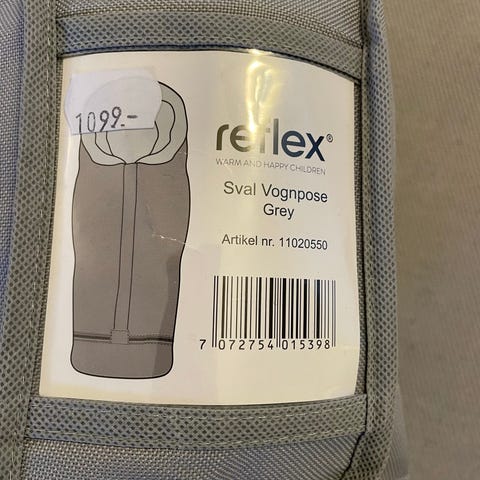 1099.-
reflex®
WARM AND HAPPY CHILDREN
Sval Vognpose
Grey
Artikel nr. 11020550
7 072754 015398